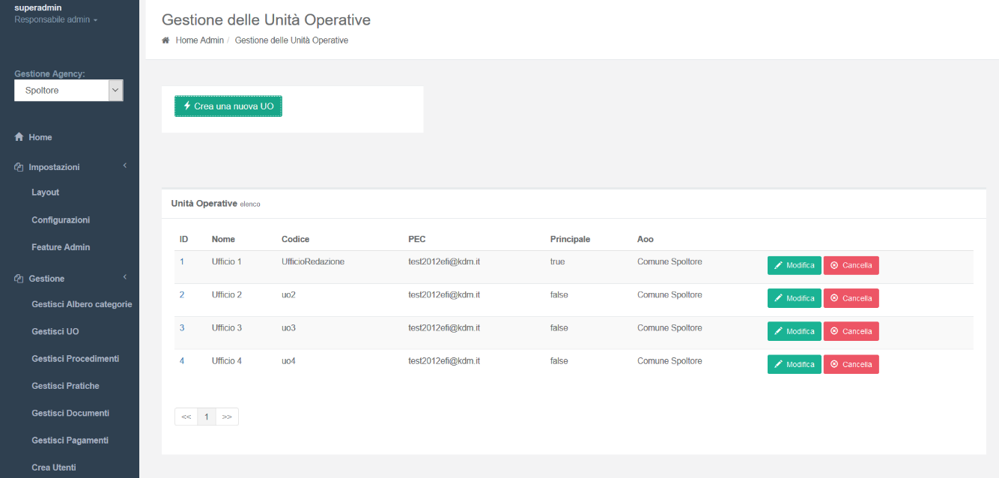 superadmin
Responsabile admin
Gestione Agency:
Spoltore
Home
Impostazioni
Layout
Configurazioni
Feature Admin
Gestione
Gestisci Albero categorie
Gestisci UO
Gestisci Procedimenti
Gestisci Pratiche
Gestisci Documenti
Gestisci Pagamenti
Crea Utenti
Gestione delle Unità Operative
Home Admin / Gestione delle Unità Operative
Crea una nuova UO
Unità Operative elenco
ID Nome Codice PEC Principale Aoo
1 Ufficio 1 UfficioRedazione test2012efi@kdm.it true Comune Spoltore Modifica Cancella
2 Ufficio 2 uo2 test2012efi@kdm.it false Comune Spoltore Modifica Cancella
3 Ufficio 3 uo3 test2012efi@kdm.it false Comune Spoltore Modifica Cancella
4 Ufficio 4 uo4 test2012efi@kdm.it false Comune Spoltore Modifica Cancella
<< 1 >>